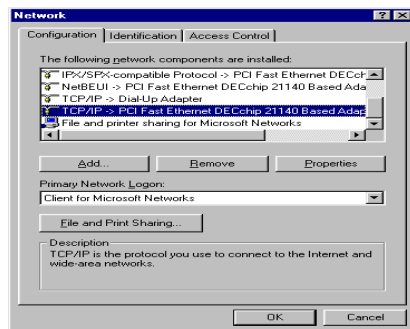 Network
Configuration Identification Access Control
The following network components are installed:
IPX/SPX-compatible Protocol -> PCI Fast Ethernet DECch
NetBEUI -> PCI Fast Ethernet DECchip 21140 Based Ada
TCP/IP -> Dial-Up Adapter
TCP/IP -> PCI Fast Ethernet DECchip 21140 Based Adap
File and printer sharing for Microsoft Networks
Add... Remove Properties
Primary Network Logon:
Client for Microsoft Networks
File and Print Sharing...
Description
TCP/IP is the protocol you use to connect to the Internet and
wide-area networks.
OK Cancel